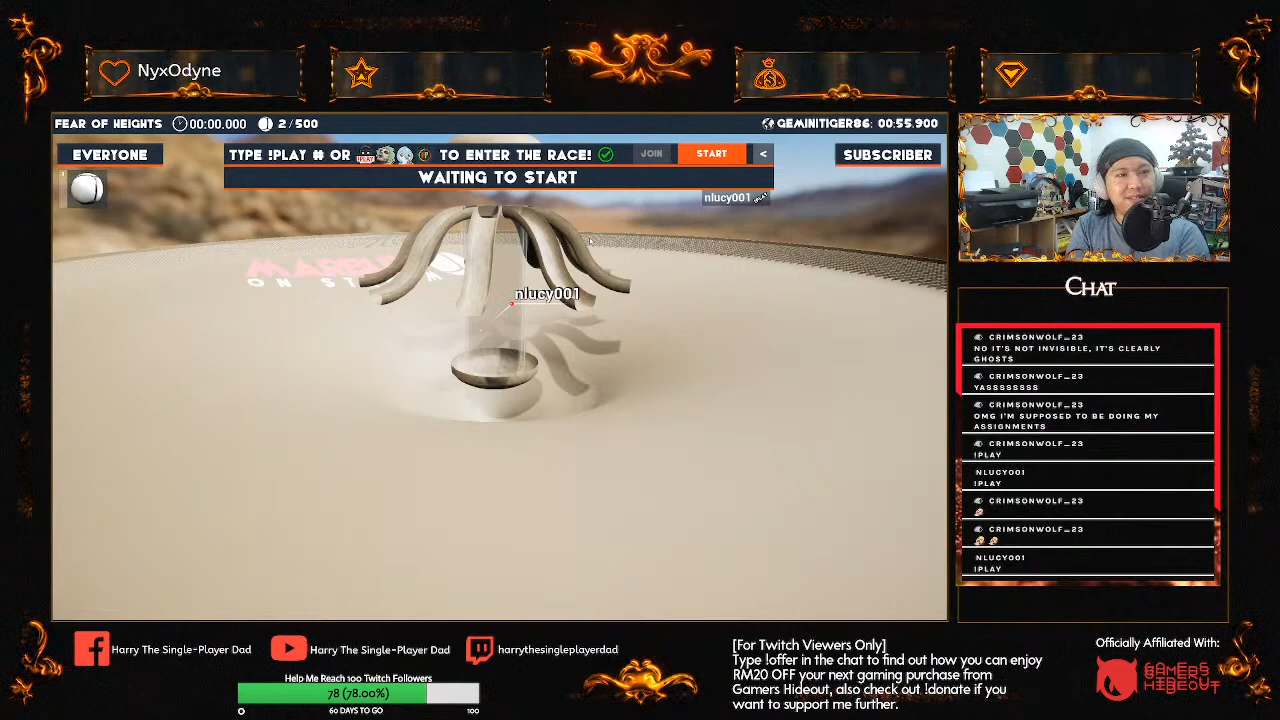 NyxOdyne
FEAR OF HEIGHTS 00:00.000 2/500
GEMINITIGER86: 00:55.900
EVERYONE
TYPE !PLAY # OR TO ENTER THE RACE! JOIN START <
SUBSCRIBER
WAITING TO START
1
nlucy001
ON ST M
nlucy001
CHAT
CRIMSONWOLF_23
NO IT'S NOT INVISIBLE, IT'S CLEARLY
GHOSTS
CRIMSONWOLF_23
YASSSSSSSS
CRIMSONWOLF_23
OMG I'M SUPPOSED TO BE DOING MY
ASSIGNMENTS
CRIMSONWOLF_23
!PLAY
NLUCY001
!PLAY
CRIMSONWOLF_23
CRIMSONWOLF_23
NLUCY001
!PLAY
Harry The Single-Player Dad
Harry The Single-Player Dad
harrythesingleplayerdad
Help Me Reach 100 Twitch Followers
78 (78.00%)
0 60 DAYS TO GO 100
[For Twitch Viewers Only]
Type !offer in the chat to find out how you can enjoy
RM20 OFF your next gaming purchase from
Gamers Hideout, also check out !donate if you
want to support me further.
Officially Affiliated With:
GAMERS
HIDEOUT